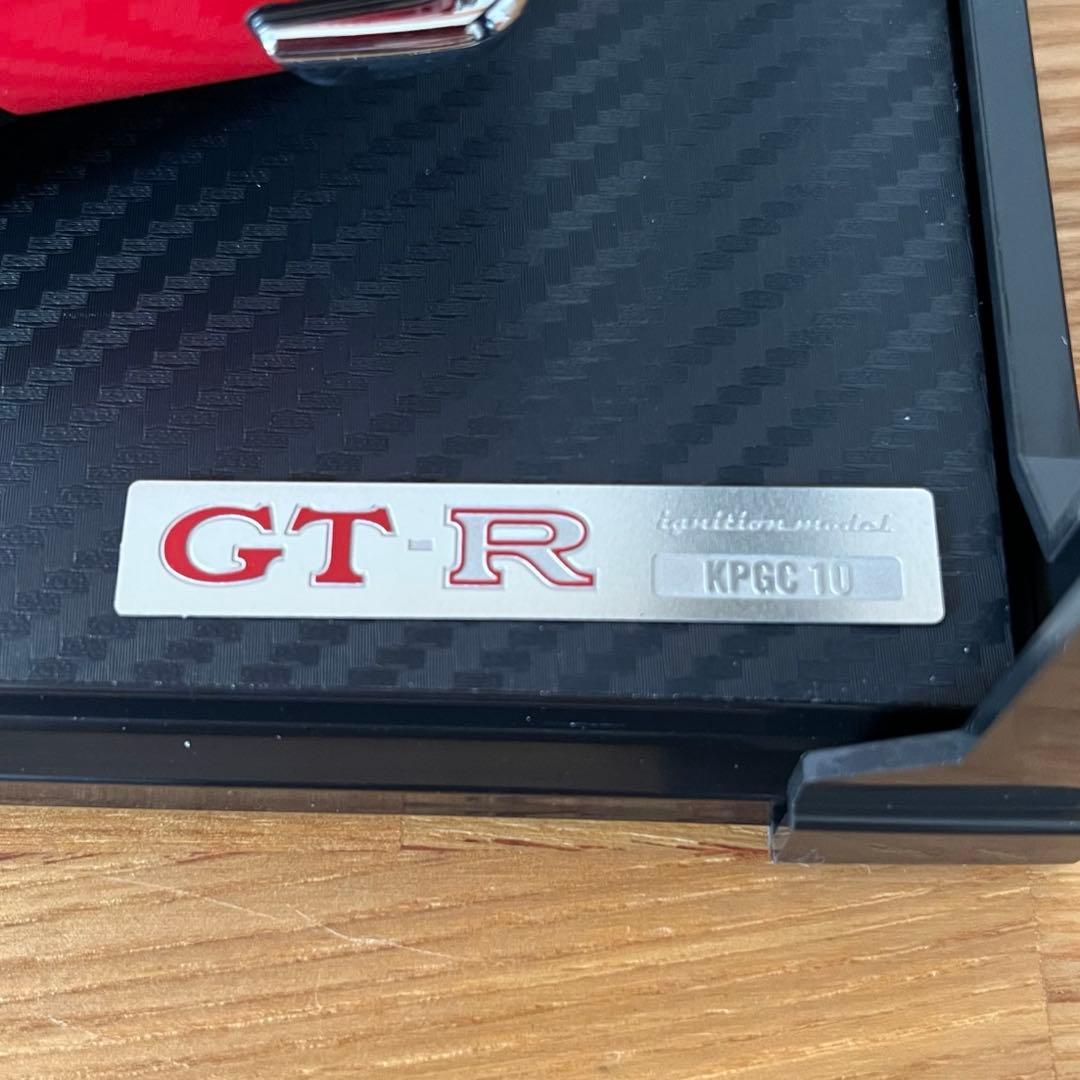 GT-R
ignition model
KPGC 10